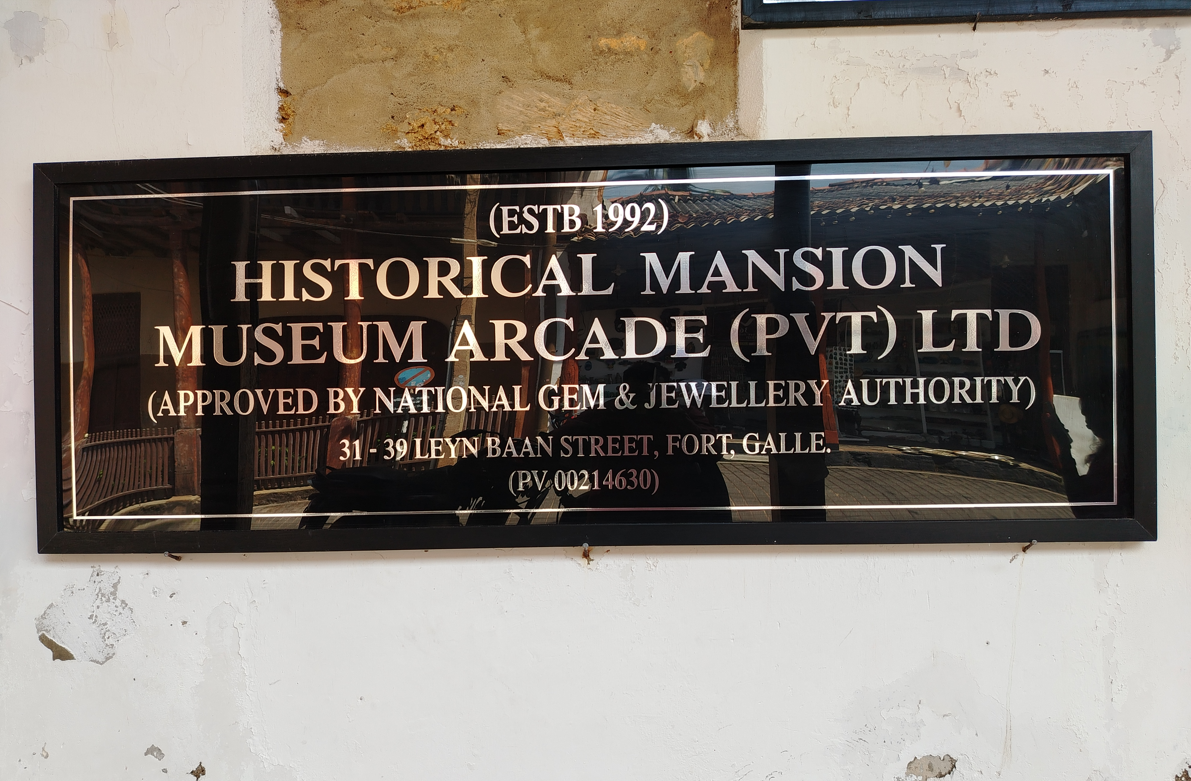 (ESTB 1992)
HISTORICAL MANSION
MUSEUM ARCADE (PVT) LTD
(APPROVED BY NATIONAL GEM & JEWELLERY AUTHORITY)
31 - 39 LEYN BAAN STREET, FORT, GALLE.
(PV 00214630)